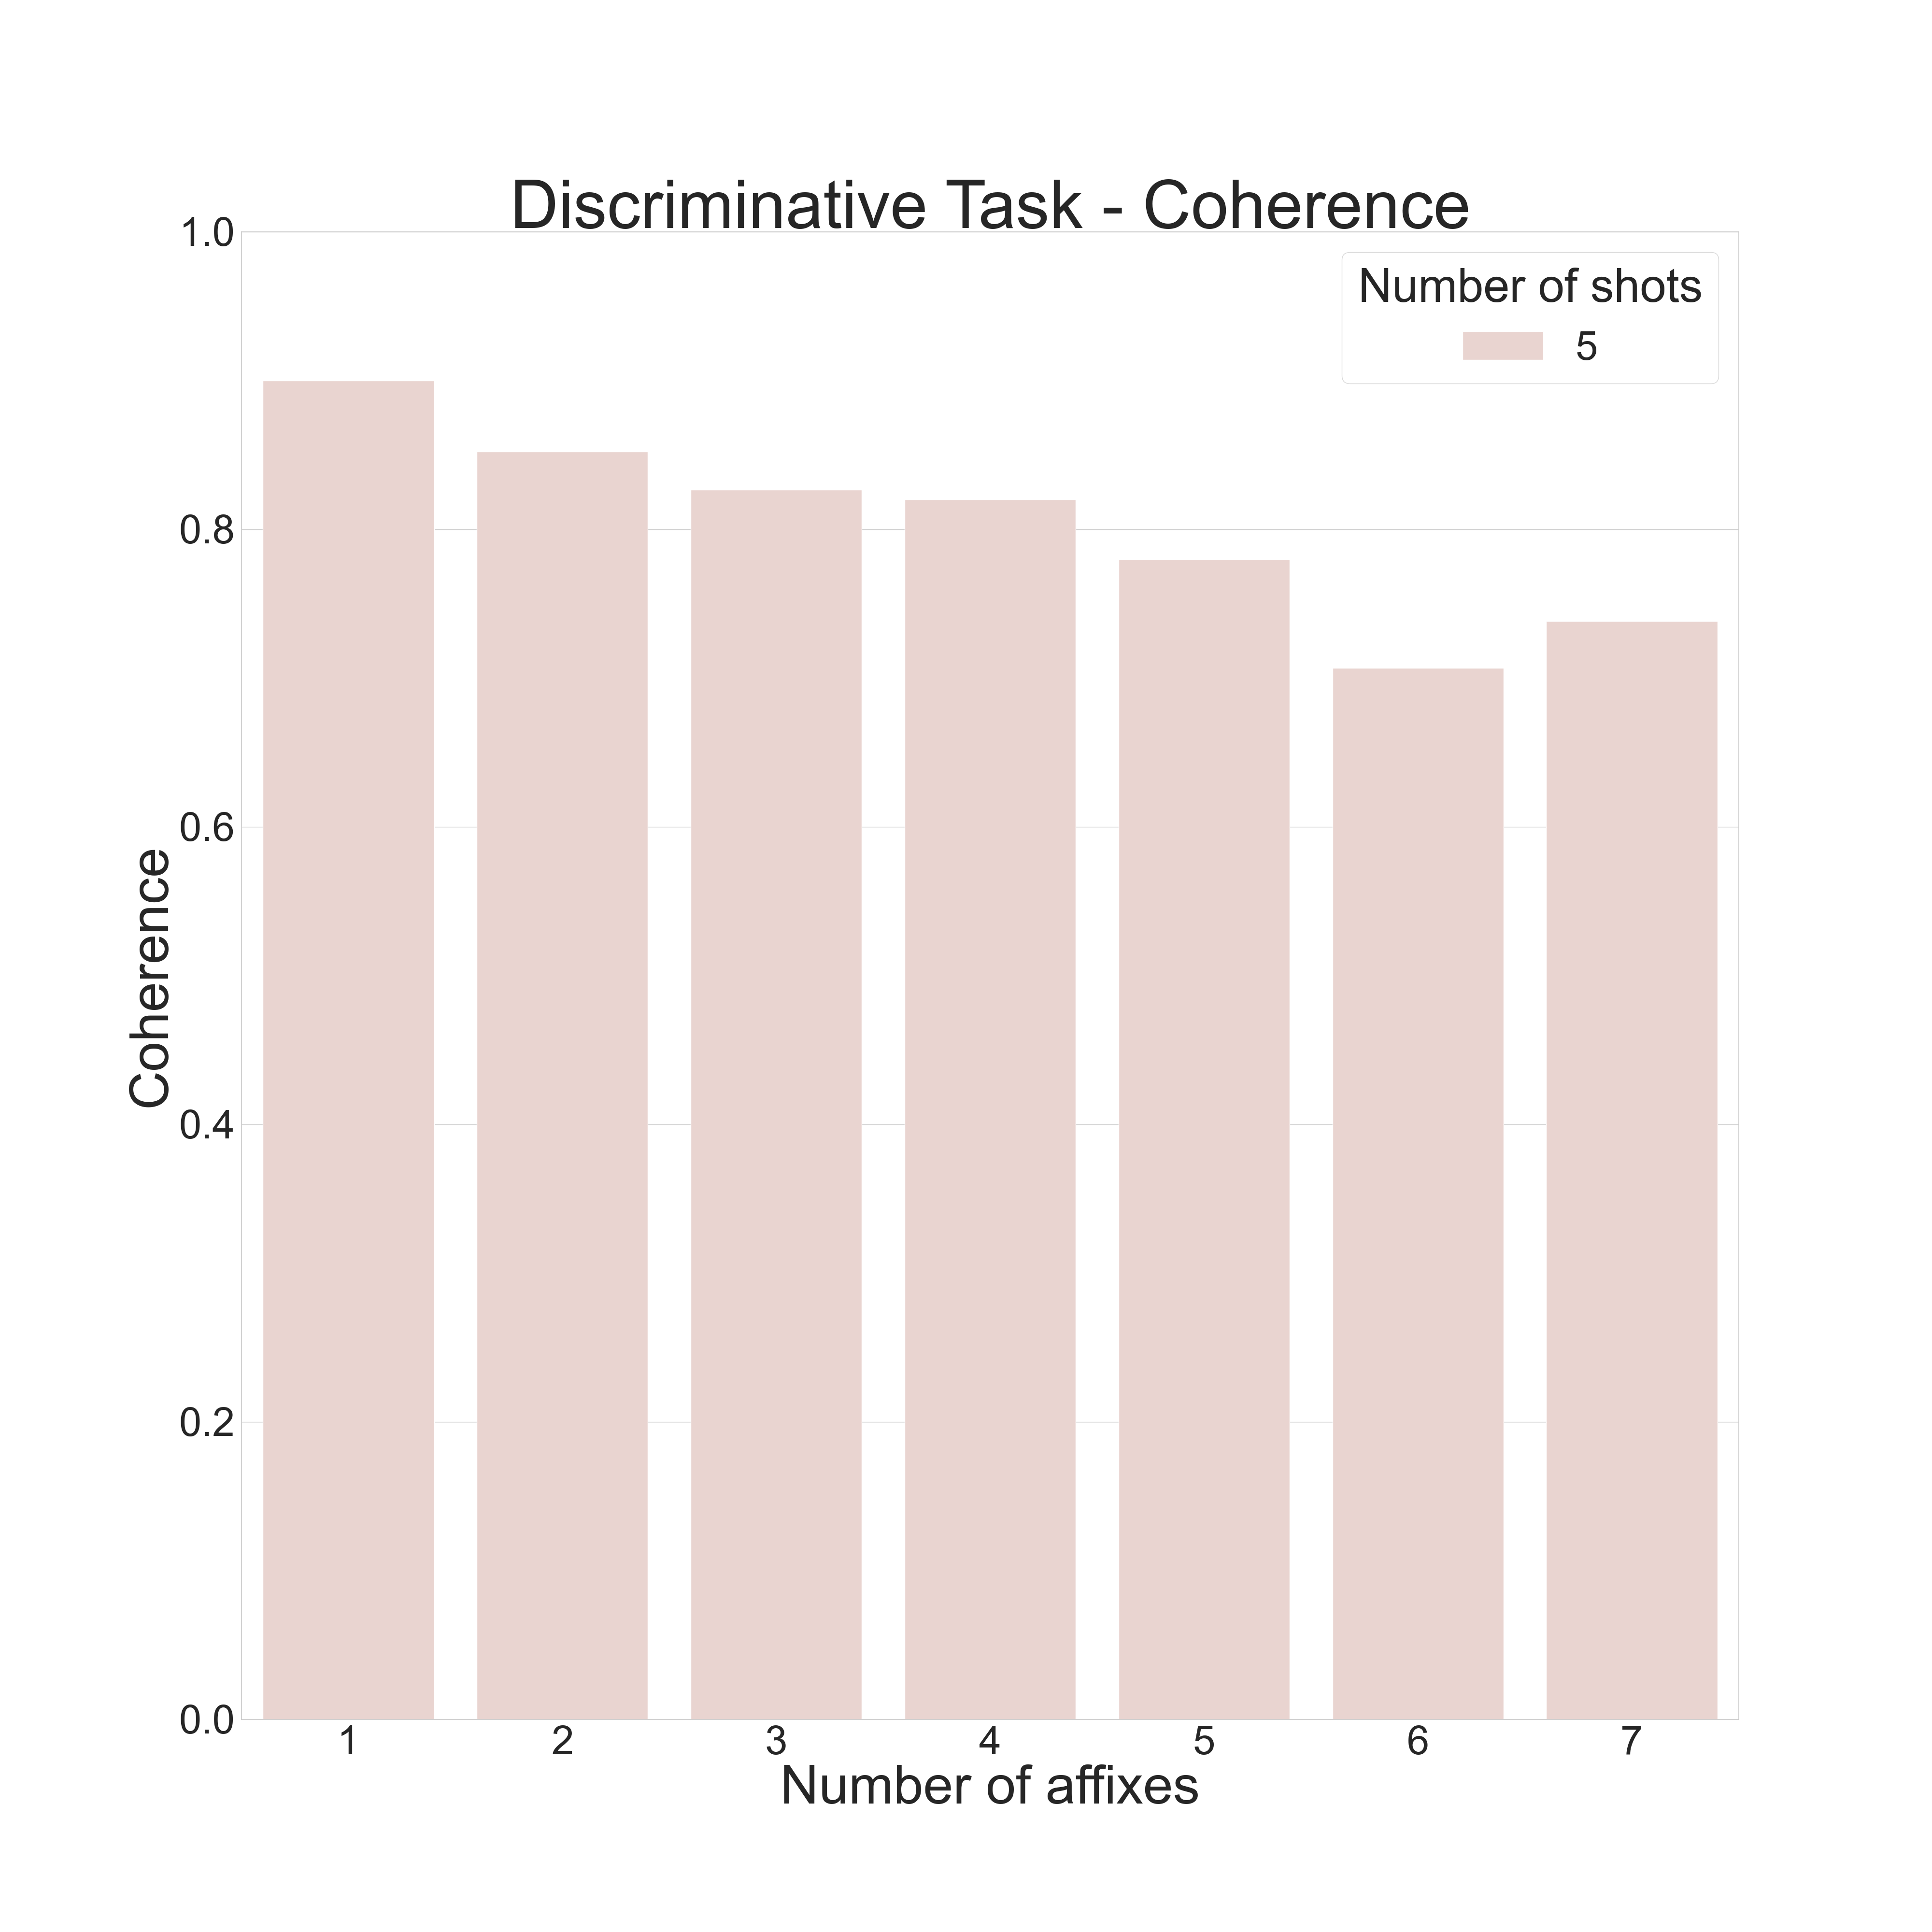 Discriminative Task - Coherence
Number of shots
5
Coherence
1.0
0.8
0.6
0.4
0.2
0.0
1 2 3 4 5 6 7
Number of affixes